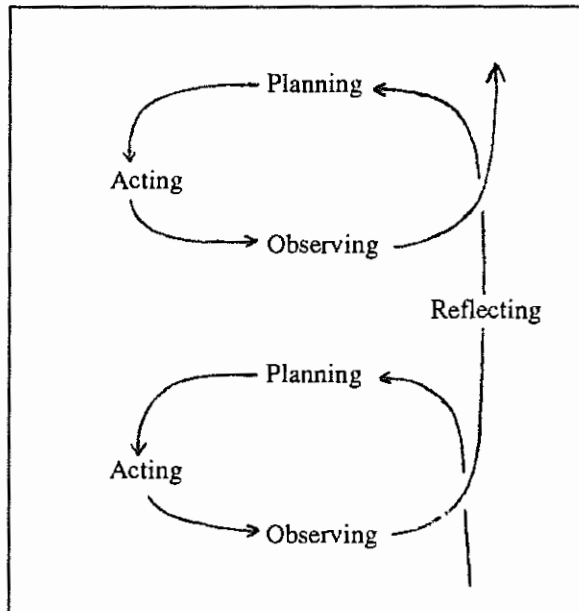 Planning
Acting
Observing
Reflecting
Planning
Acting
Observing